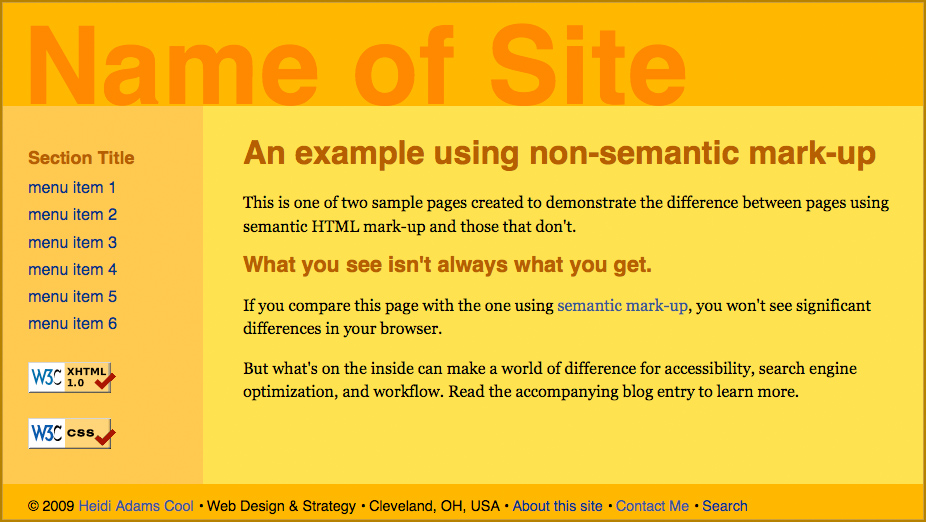 Name of Site
Section Title
menu item 1
menu item 2
menu item 3
menu item 4
menu item 5
menu item 6
W3C XHTML 1.0
W3C css
An example using non-semantic mark-up
This is one of two sample pages created to demonstrate the difference between pages using
semantic HTML mark-up and those that don't.
What you see isn't always what you get.
If you compare this page with the one using semantic mark-up, you won't see significant
differences in your browser.
But what's on the inside can make a world of difference for accessibility, search engine
optimization, and workflow. Read the accompanying blog entry to learn more.
© 2009 Heidi Adams Cool • Web Design & Strategy • Cleveland, OH, USA • About this site • Contact Me • Search